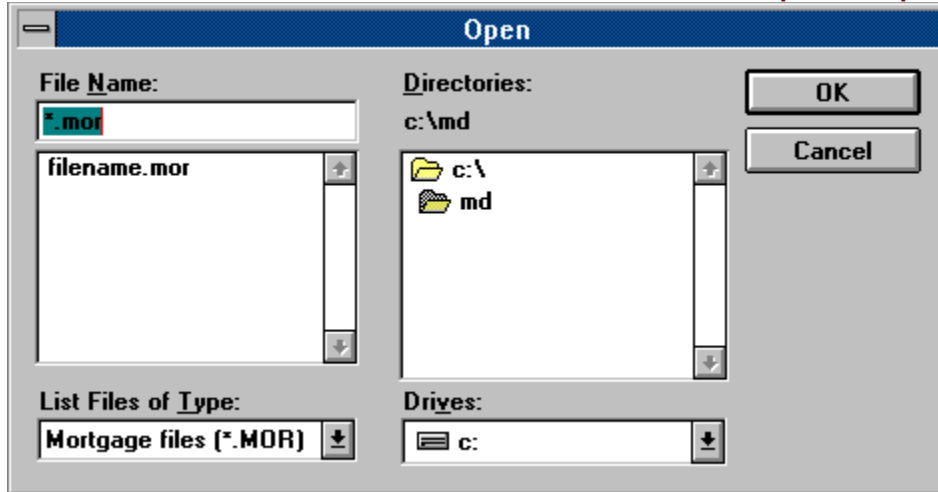 Open
File Name:
*.mor
filename.mor
List Files of Type:
Mortgage files (*.MOR)
Directories:
c:\md
c:\
md
Drives:
c:
OK
Cancel